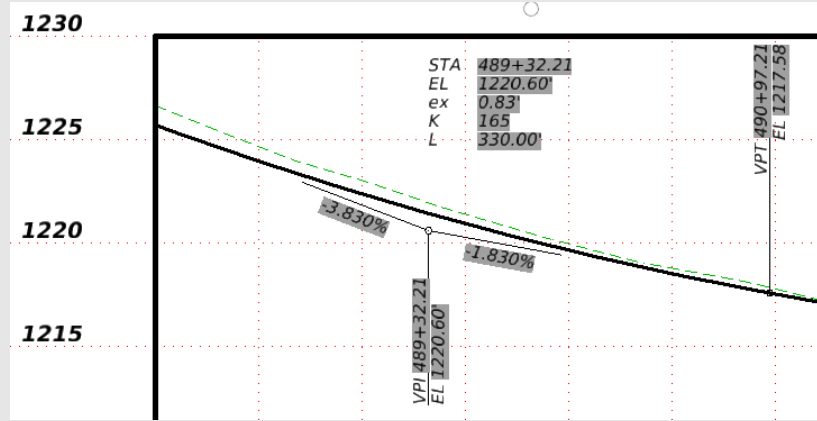 1230
STA 489+32.21
EL 1220.60'
ex 0.83'
K 165
L 330.00'
VPT 490+97.21
EL 1217.58'
1225
-3.830%
1220
-1.830%
VPI 489+32.21
EL 1220.60'
1215